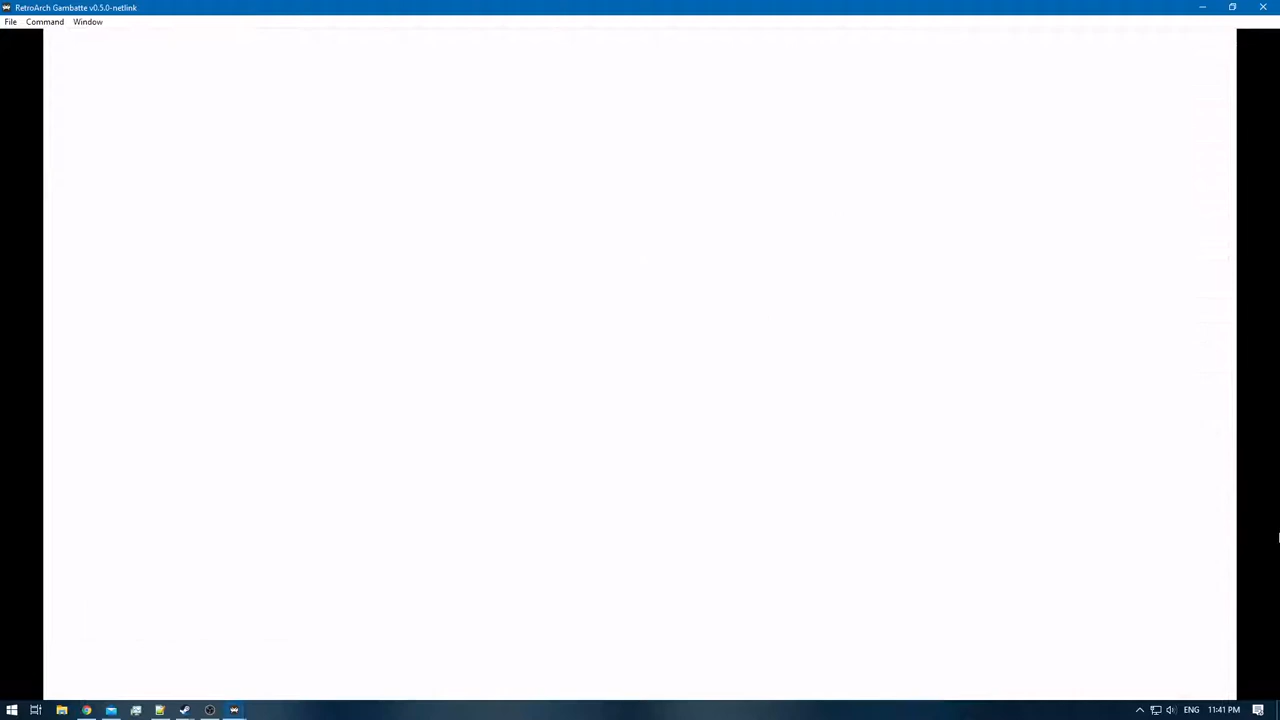 RetroArch Gambatte v0.5.0-netlink
File Command Window
ENG 11:41 PM